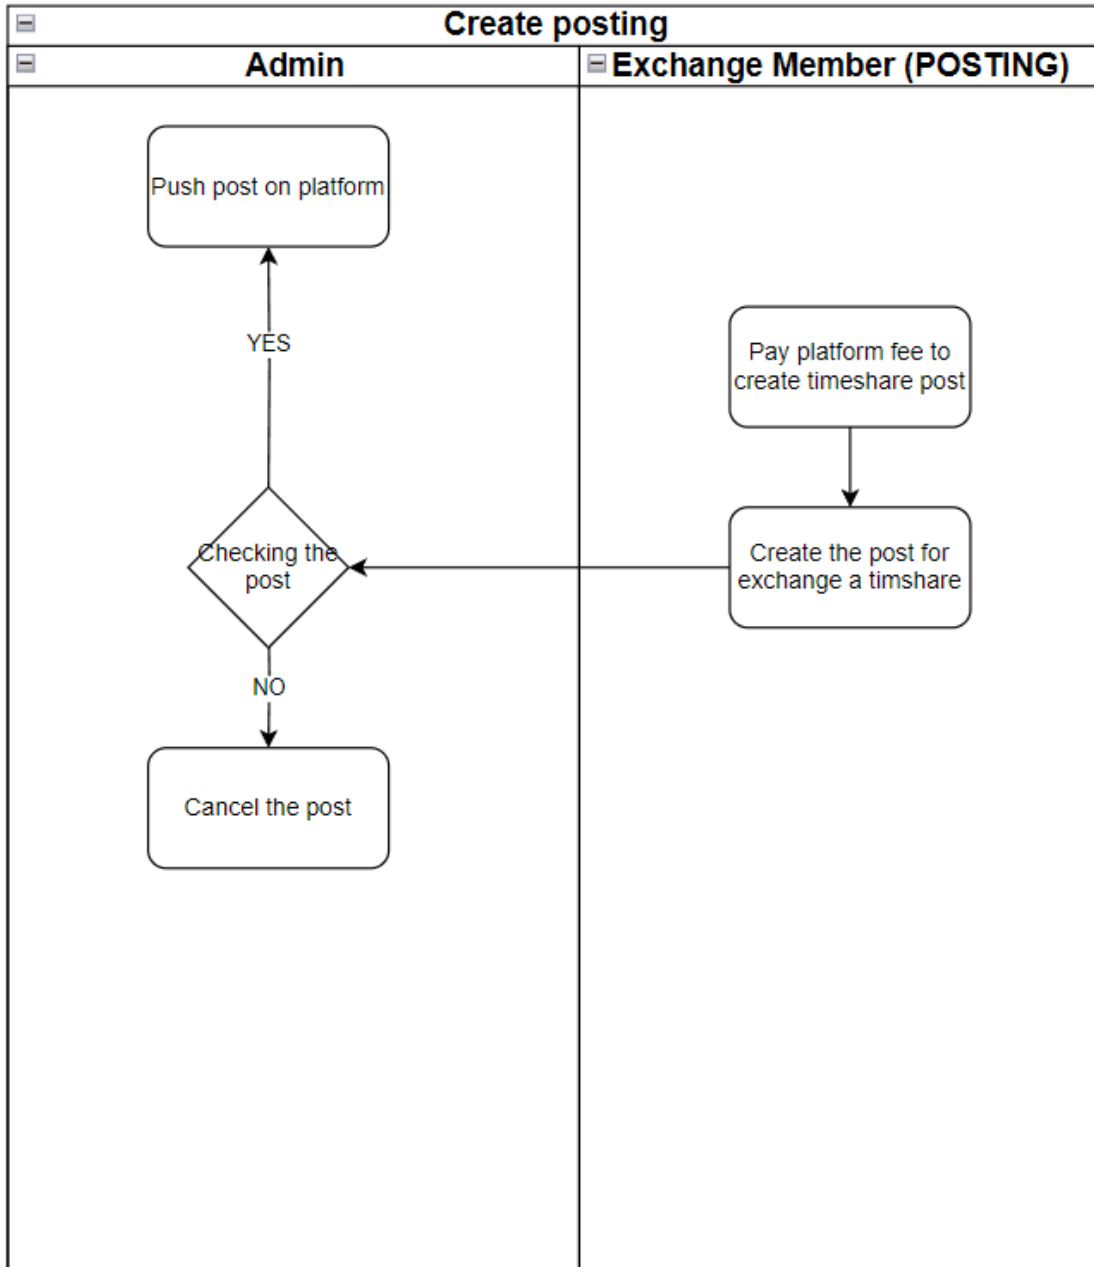 Create posting
Admin
Exchange Member (POSTING)
Push post on platform
YES
Pay platform fee to
create timeshare post
Checking the
post
Create the post for
exchange a timshare
NO
Cancel the post